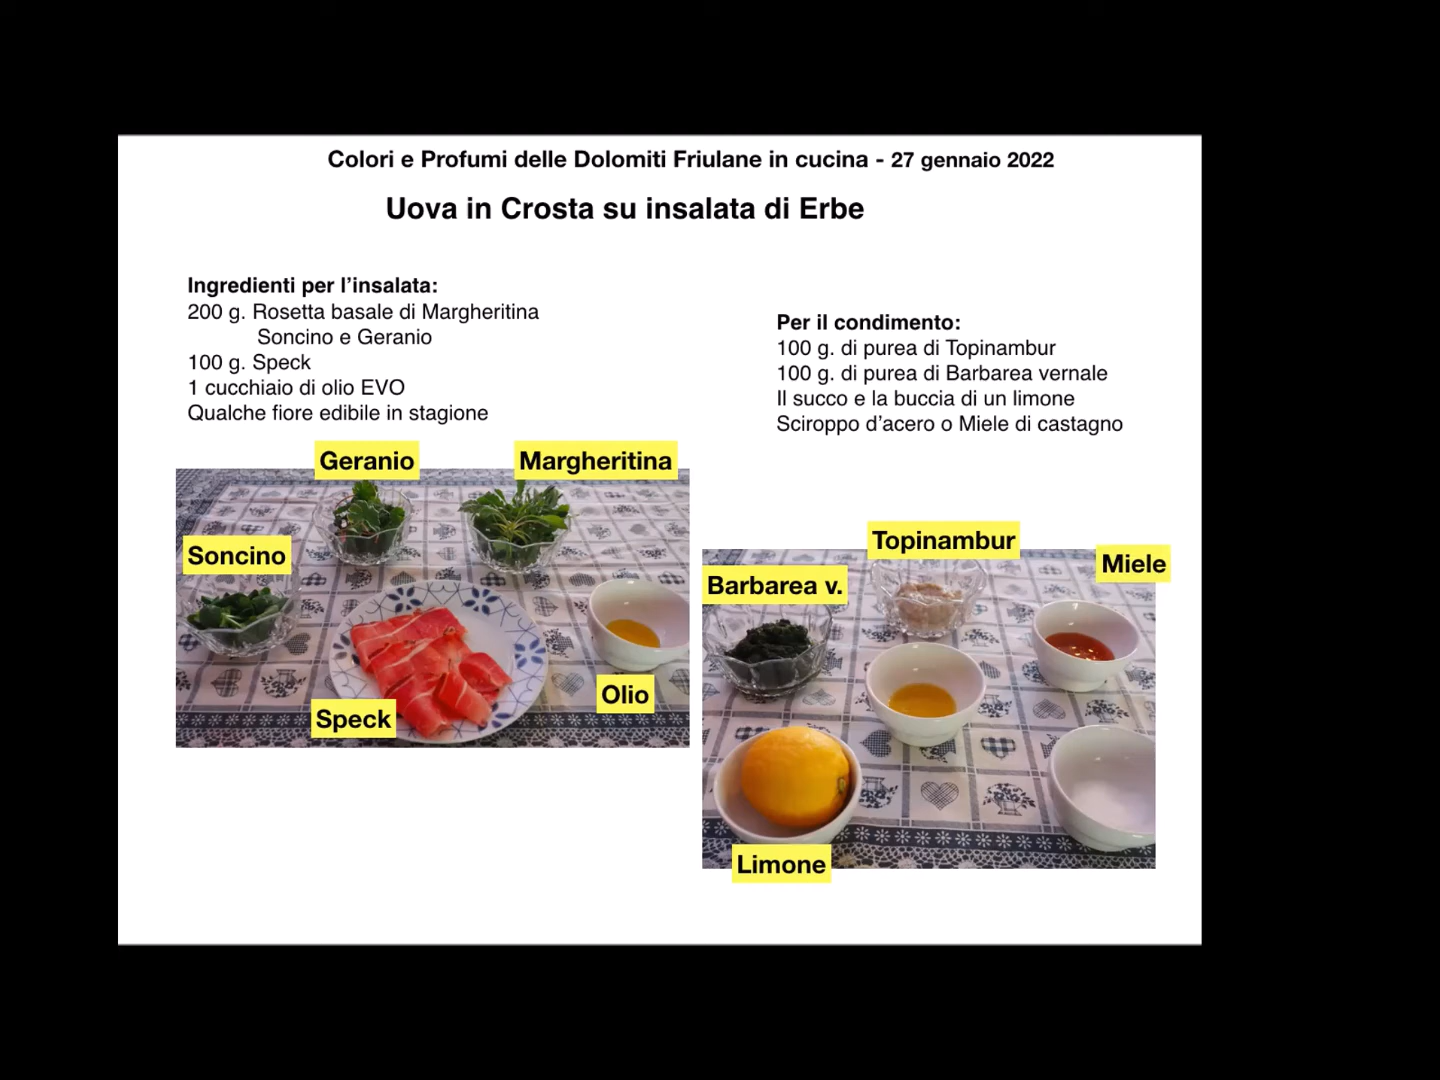 Colori e Profumi delle Dolomiti Friulane in cucina - 27 gennaio 2022
Uova in Crosta su insalata di Erbe
Ingredienti per l’insalata:
200 g. Rosetta basale di Margheritina
Soncino e Geranio
100 g. Speck
1 cucchiaio di olio EVO
Qualche fiore edibile in stagione
Per il condimento:
100 g. di purea di Topinambur
100 g. di purea di Barbarea vernale
Il succo e la buccia di un limone
Sciroppo d’acero o Miele di castagno
Geranio
Margheritina
Soncino
Speck
Olio
Topinambur
Miele
Barbarea v.
Limone